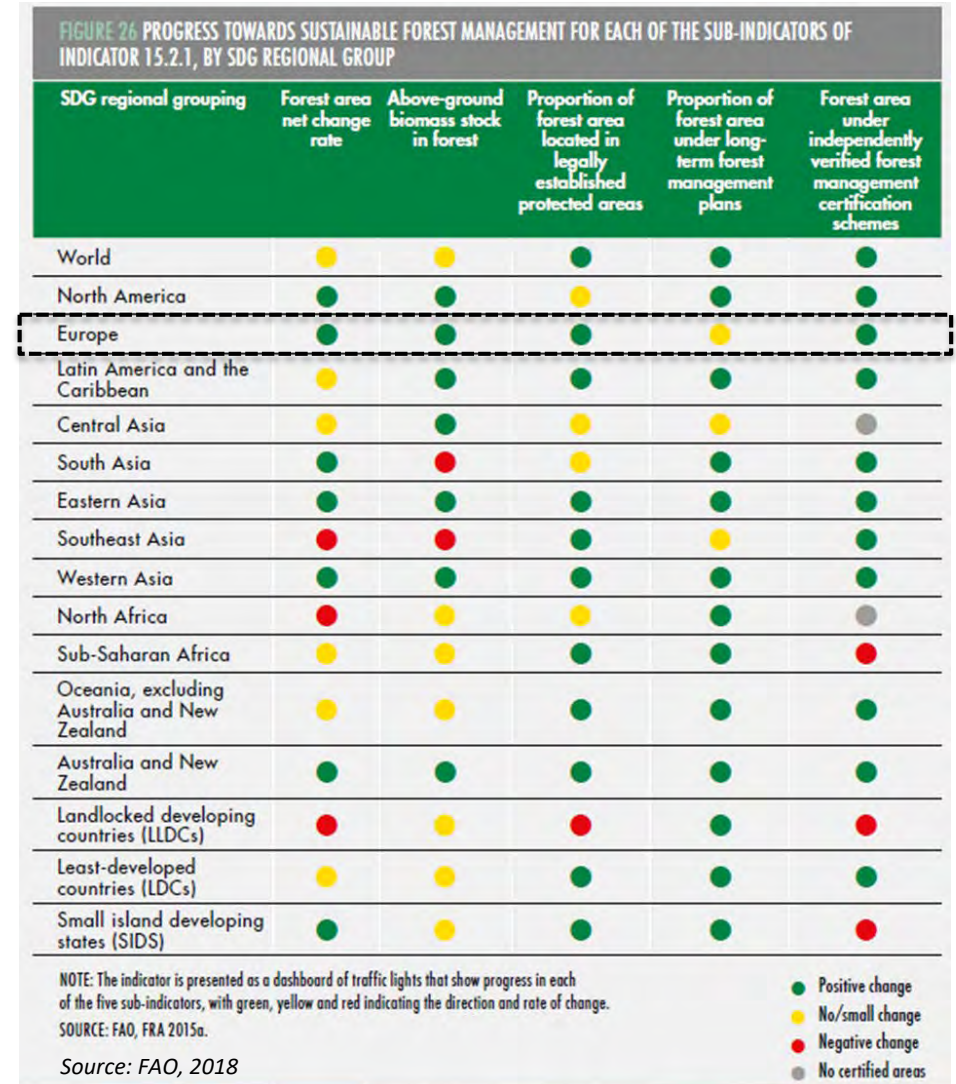 FIGURE 26 PROGRESS TOWARDS SUSTAINABLE FOREST MANAGEMENT FOR EACH OF THE SUB-INDICATORS OF
INDICATOR 15.2.1, BY SDG REGIONAL GROUP
SDG regional grouping
Forest area
net change
rate
Above-ground
biomass stock
in forest
Proportion of
forest area
located in
legally
established
protected areas
Proportion of
forest area
under long-
term forest
management
plans
Forest area
under
independently
verified forest
management
certification
schemes
World
North America
Europe
Latin America and the
Caribbean
Central Asia
South Asia
Eastern Asia
Southeast Asia
Western Asia
North Africa
Sub-Saharan Africa
Oceania, excluding
Australia and New
Zealand
Australia and New
Zealand
Landlocked developing
countries (LLDCs)
Least-developed
countries (LDCs)
Small island developing
states (SIDS)
NOTE: The indicator is presented as a dashboard of traffic lights that show progress in each
of the five sub-indicators, with green, yellow and red indicating the direction and rate of change.
SOURCE: FAO, FRA 2015a.
Source: FAO, 2018
Positive change
No/small change
Negative change
No certified areas